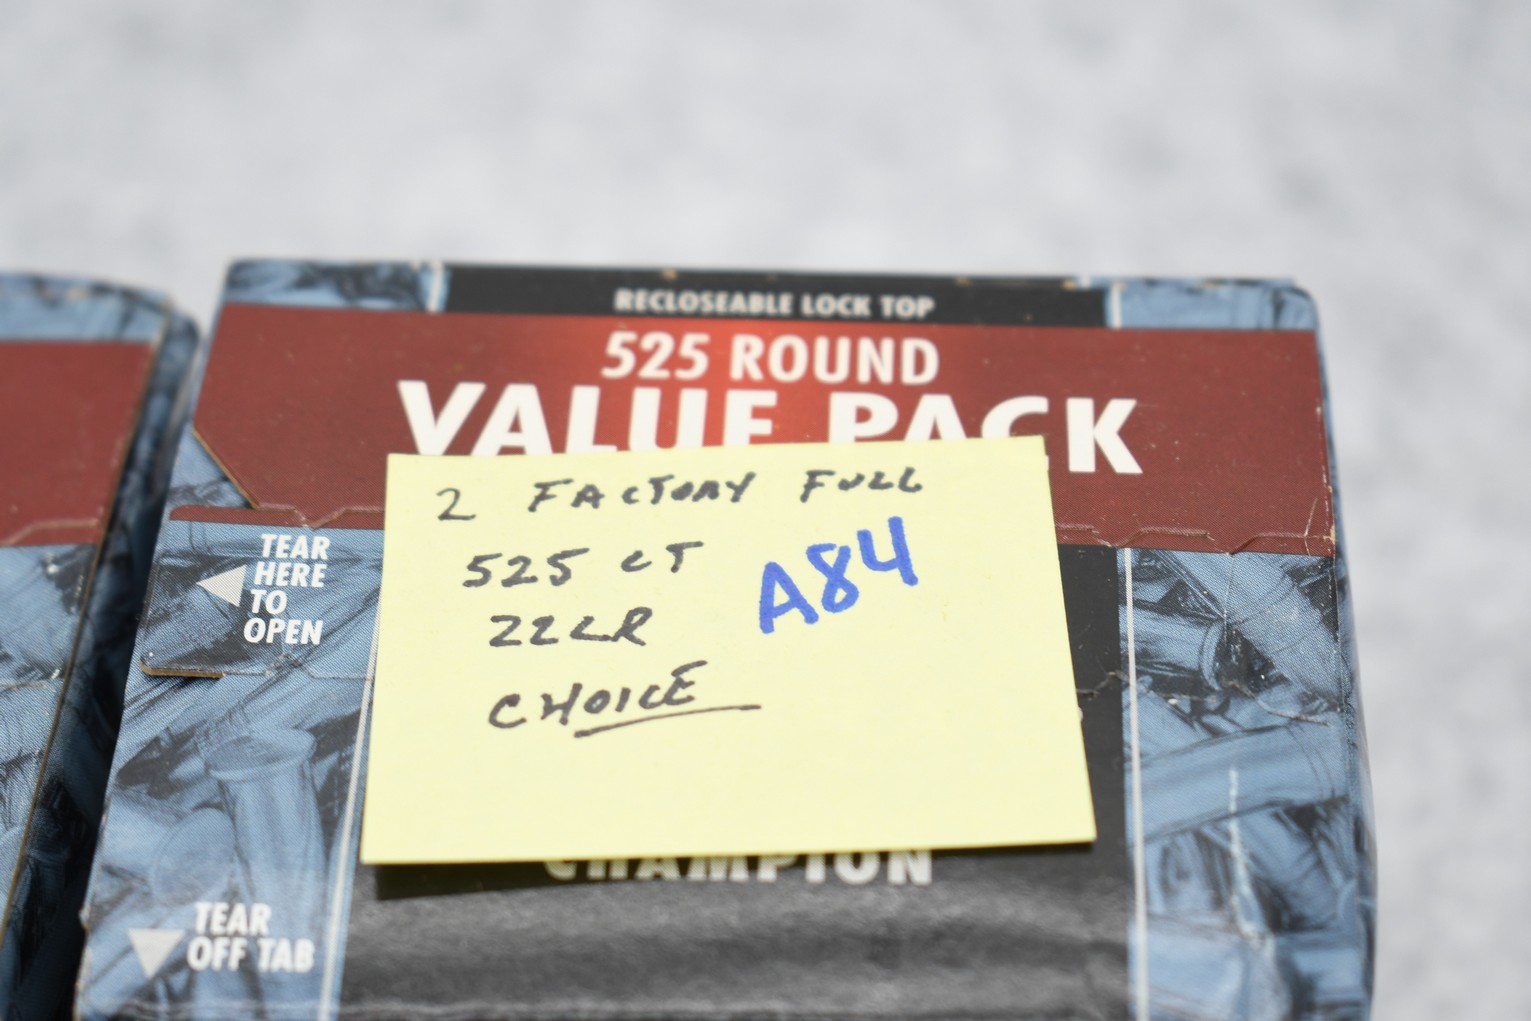 RECLOSEABLE LOCK TOP
525 ROUND
VALUE PACK
2 FACTORY FULL
525 CT
A84
22LR
CHOICE
TEAR
HERE
TO
OPEN
CHAMPION
TEAR
OFF TAB